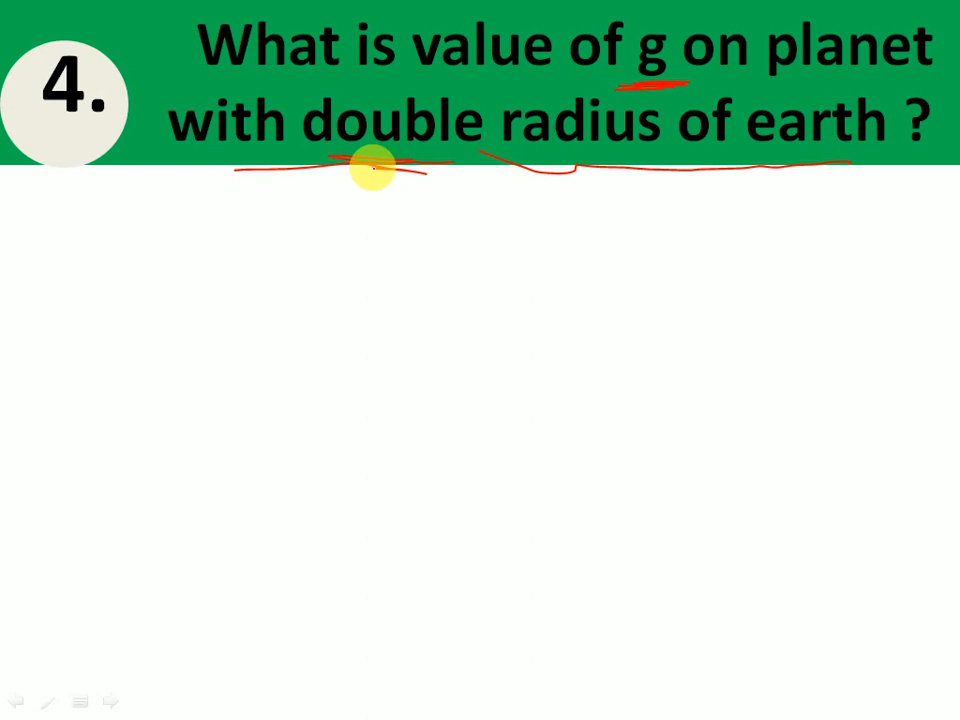 4.
What is value of g on planet
with double radius of earth ?